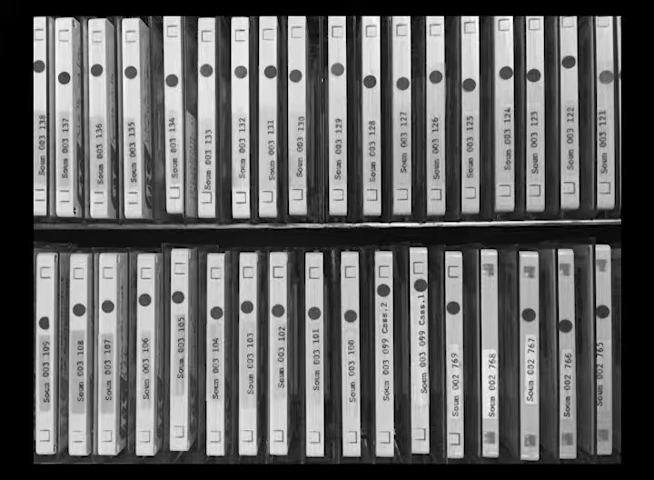 Soum 003 138
Soum 003 137
Soum 003 136
Soum 003 135
Soum 003 134
Soum 003 133
Soum 003 132
Soum 003 131
Soum 003 130
Soum 003 129
Soum 003 128
Soum 003 127
Soum 003 126
Soum 003 125
Soum 003 124
Soum 003 123
Soum 003 122
Soum 003 121
Soum 003 109
Soum 003 108
Soum 003 107
Soum 003 106
Soum 003 105
Soum 003 104
Soum 003 103
Soum 003 102
Soum 003 101
Soum 003 100
Soum 003 099 Cass.2
Soum 003 099 Cass.1
Soum 002 769
Soum 002 768
Soum 002 767
Soum 002 766
Soum 002 765